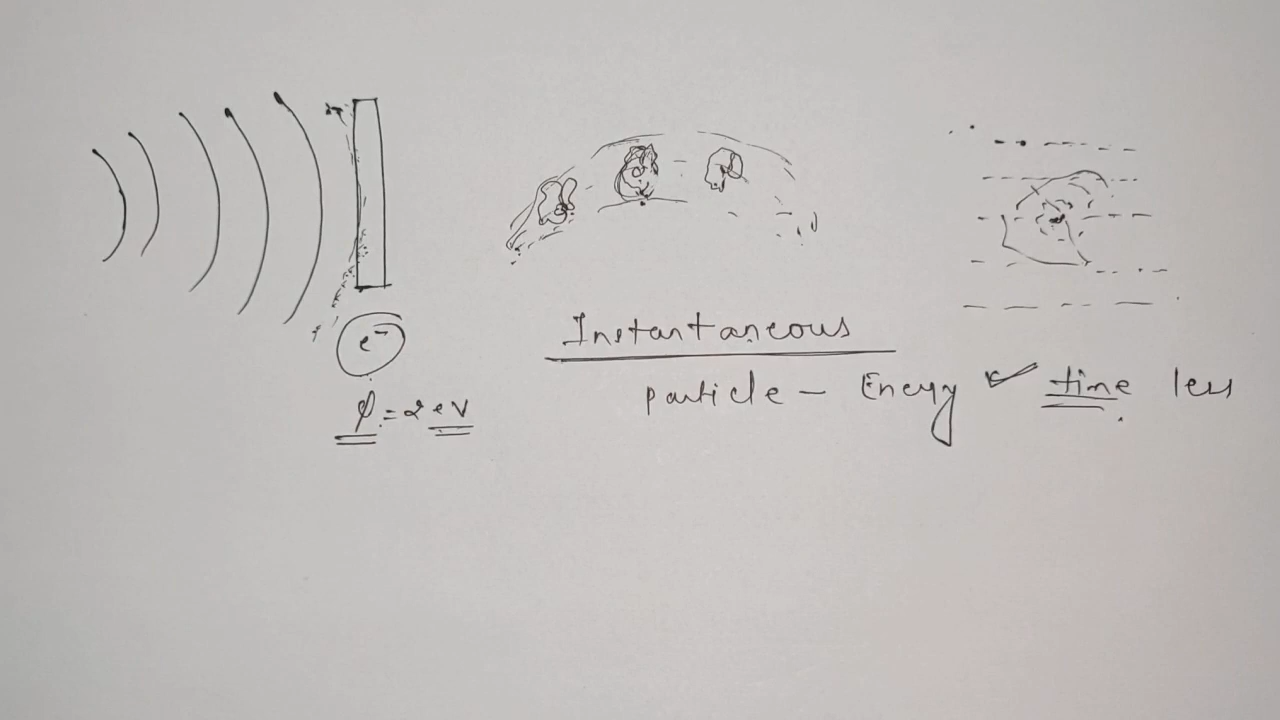 e⁻
φ = 2 eV
Instantaneous
particle – Energy ✓ time less